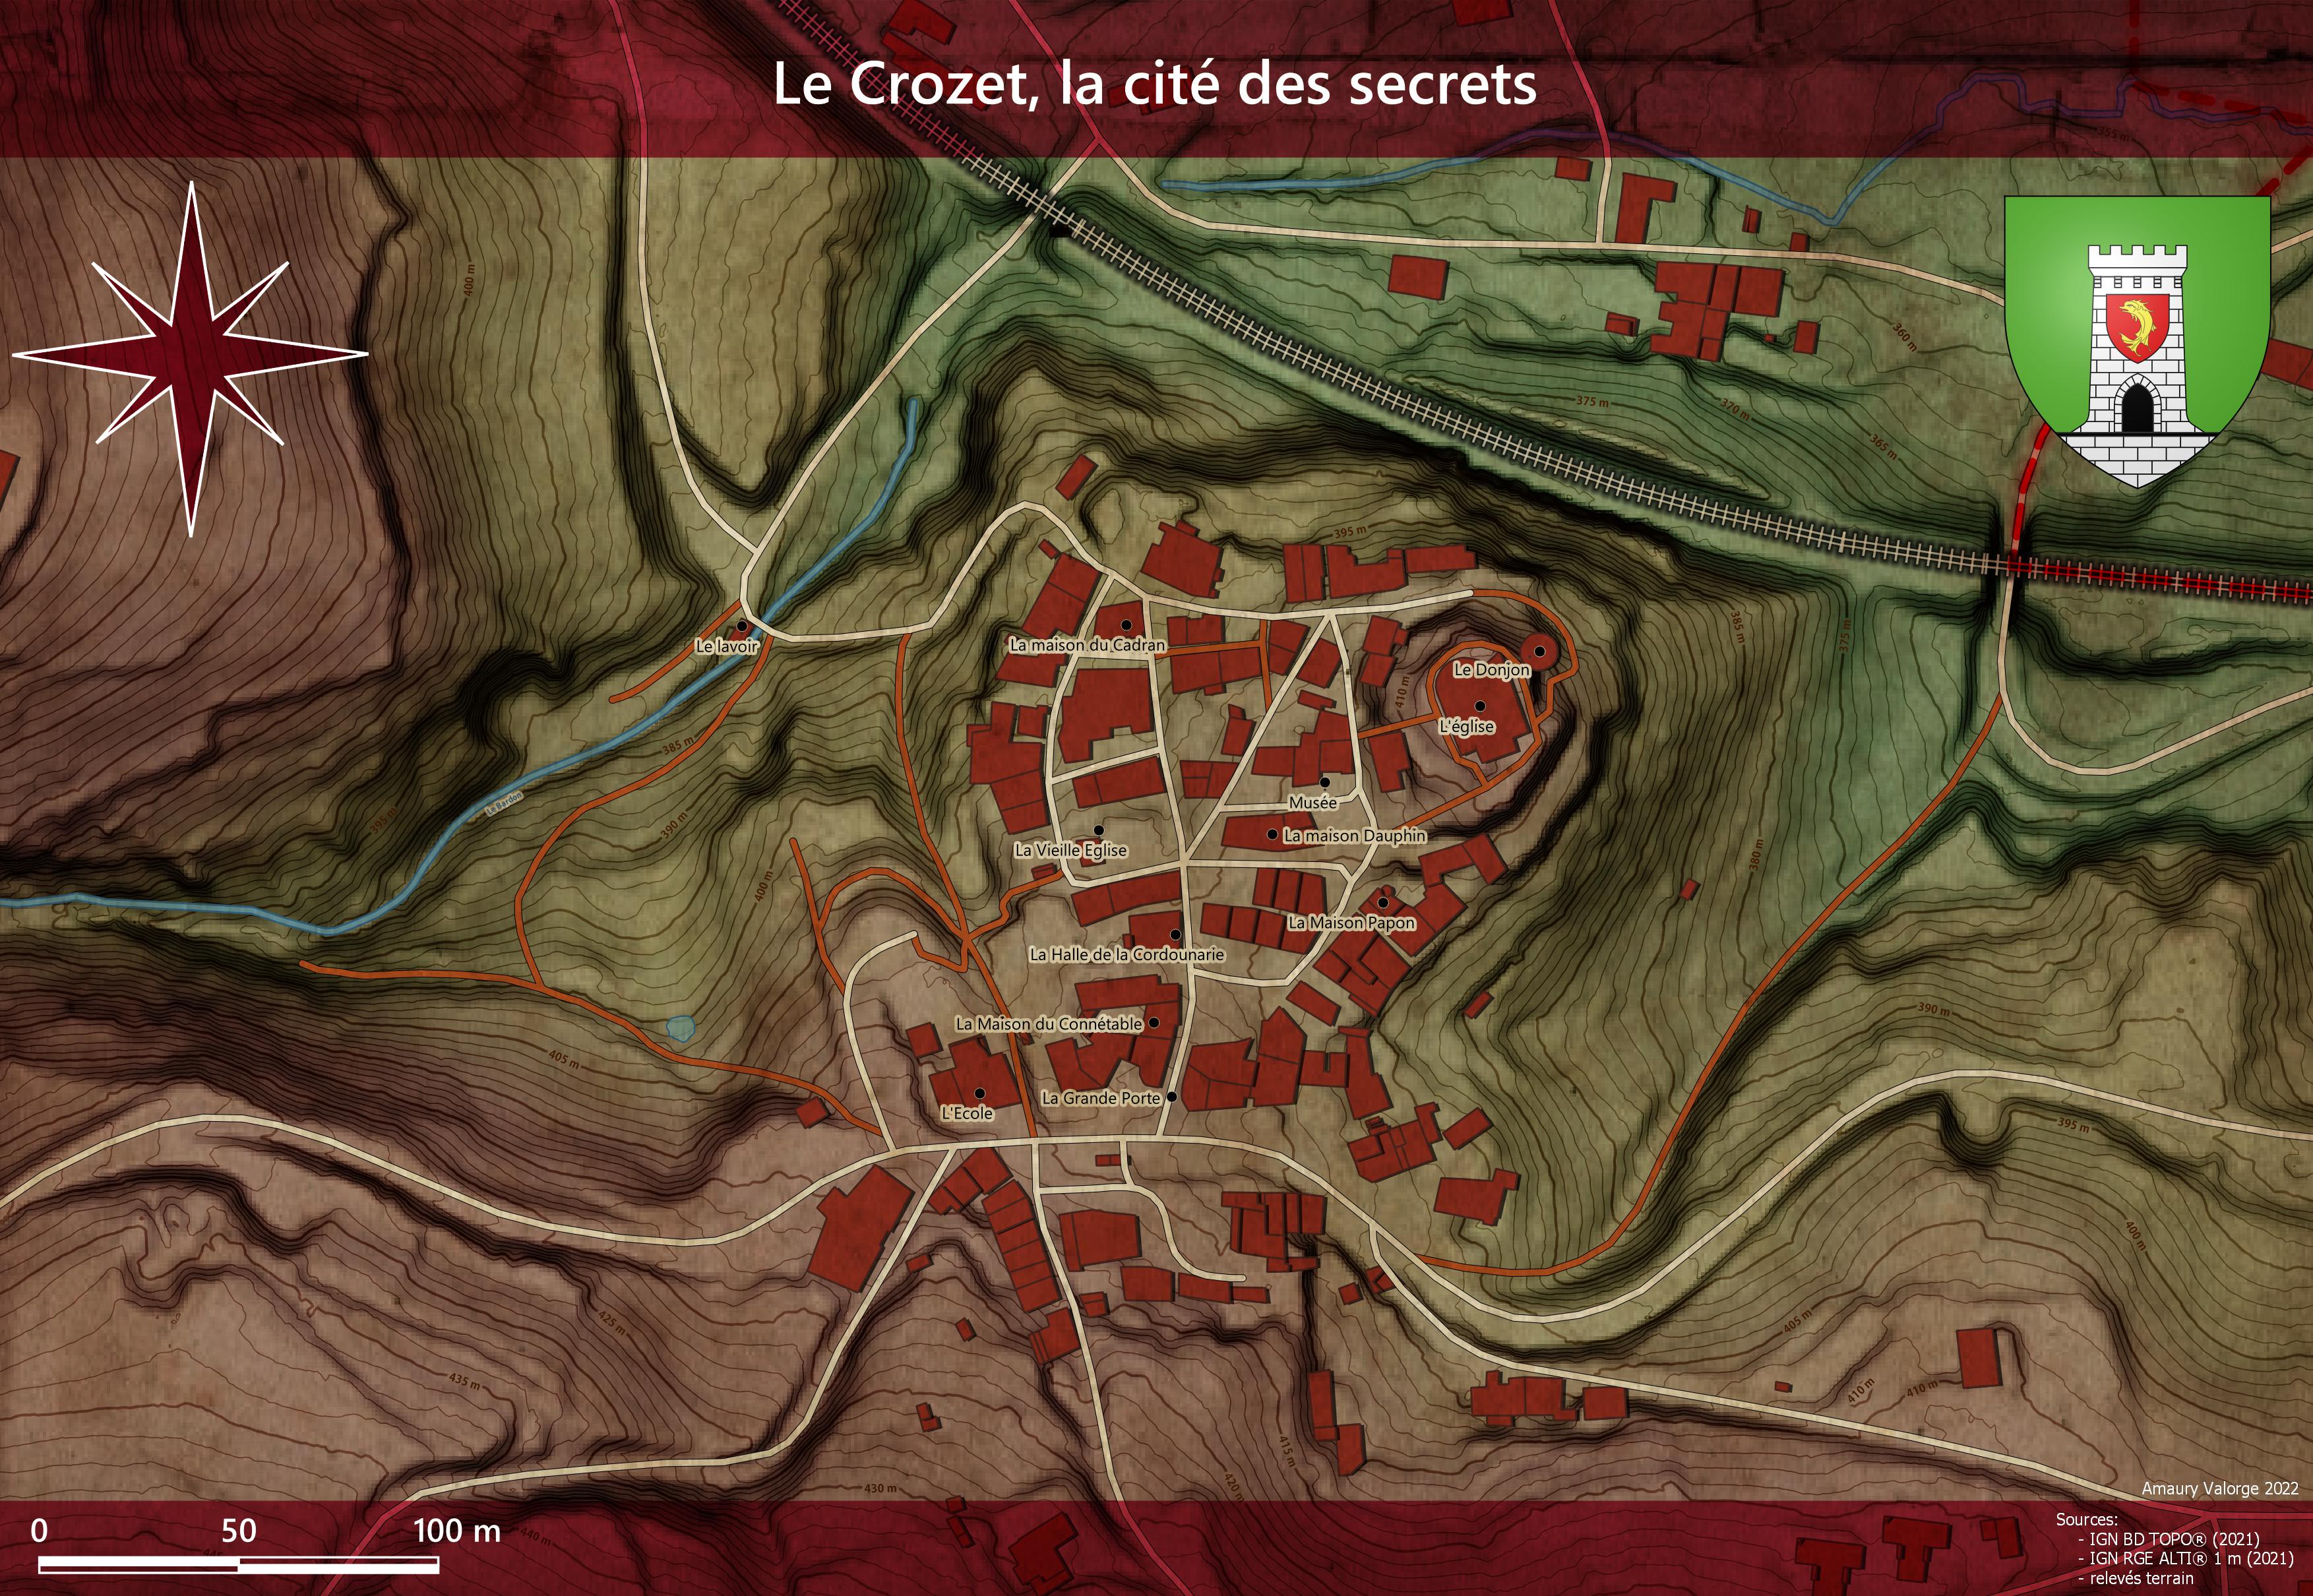 Le Crozet, la cité des secrets
355 m
400 m
360 m
375 m
370 m
365 m
395 m
385 m
375 m
Le lavoir
La maison du Cadran
Le Donjon
410 m
L'église
385 m
Le Bardon
395 m
390 m
Musée
La maison Dauphin
La Vieille Eglise
380 m
400 m
La Maison Papon
La Halle de la Cordounarie
390 m
La Maison du Connétable
405 m
La Grande Porte
L'Ecole
395 m
400 m
425 m
405 m
435 m
410 m
410 m
415 m
420 m
430 m
Amaury Valorge 2022
0 50 100 m
440 m
Sources:
- IGN BD TOPO® (2021)
- IGN RGE ALTI® 1 m (2021)
- relevés terrain